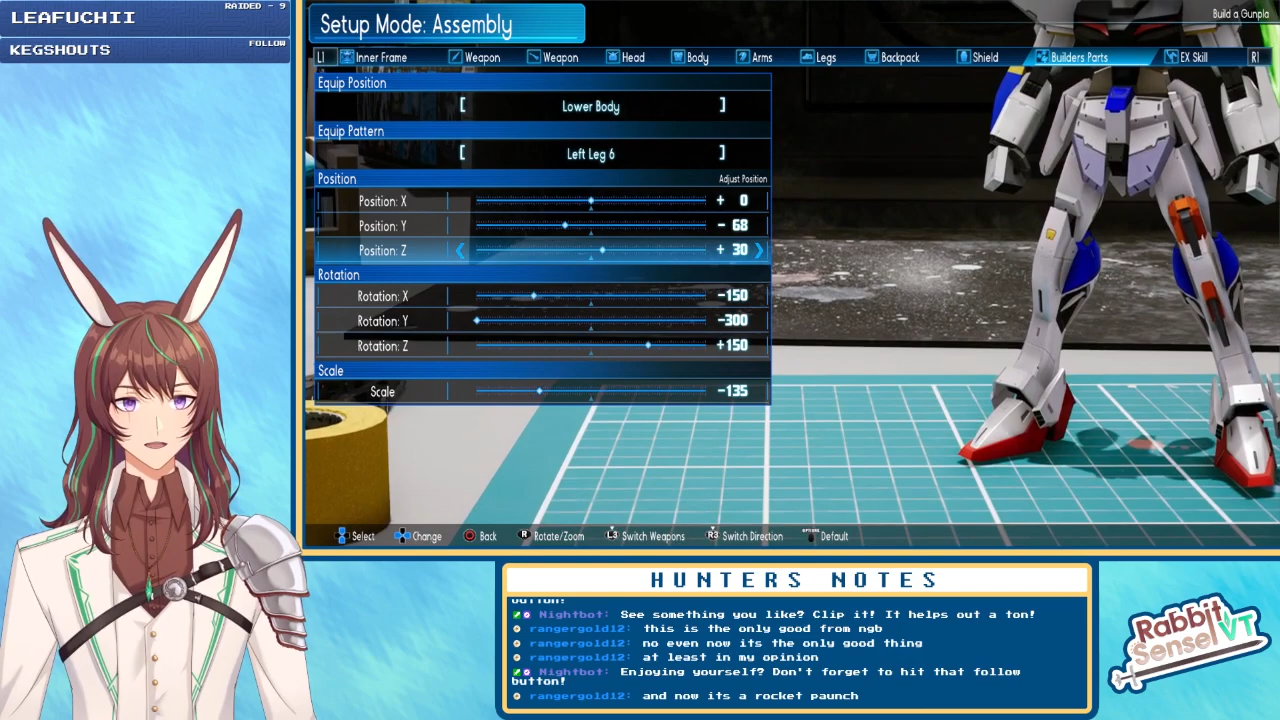 LEAFUCHII
RAIDED - 9
KEGSHOUTS
FOLLOW
Setup Mode: Assembly
Build a Gunpla
L1 Inner Frame Weapon Weapon Head Body Arms Legs Backpack Shield Builders Parts EX Skill R1
Equip Position
[ Lower Body ]
Equip Pattern
[ Left Leg 6 ]
Position Adjust Position
Position: X + 0
Position: Y - 68
Position: Z + 30
Rotation
Rotation: X -150
Rotation: Y -300
Rotation: Z +150
Scale
Scale -135
Select Change Back R Rotate/Zoom L3 Switch Weapons R3 Switch Direction OPTIONS Default
HUNTERS NOTES
button!
Nightbot: See something you like? Clip it! It helps out a ton!
rangergold12: this is the only good from ngb
rangergold12: no even now its the only good thing
rangergold12: at least in my opinion
Nightbot: Enjoying yourself? Don't forget to hit that follow
button!
rangergold12: and now its a rocket paunch
Rabbit
Sensei VT